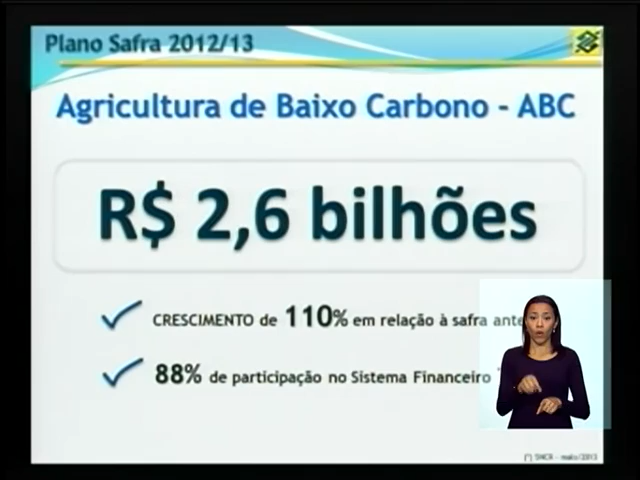 Plano Safra 2012/13
Agricultura de Baixo Carbono - ABC
R$ 2,6 bilhões
CRESCIMENTO de 110% em relação à safra ante
88% de participação no Sistema Financeiro
(*) SNCR - maio/2013